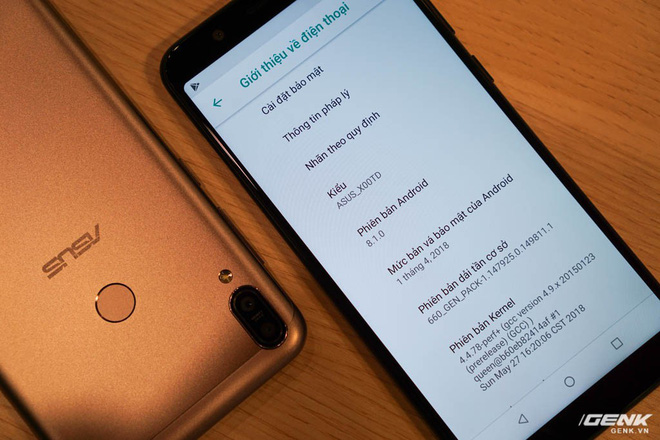 Giới thiệu về điện thoại
Cài đặt bảo mật
Thông tin pháp lý
Nhãn theo quy định
Kiểu
ASUS_X00TD
Phiên bản Android
8.1.0
Mức bản vá bảo mật của Android
1 tháng 4, 2018
Phiên bản dải tần cơ sở
660_GEN_PACK-1.147925.0.149811.1
Phiên bản Kernel
4.4.78-perf+ (gcc version 4.9.x 20150123
(prerelease) (GCC) )
queen@b60eb82414af #1
Sun May 27 16:20:06 CST 2018
ASUS
GENK
GENK.VN